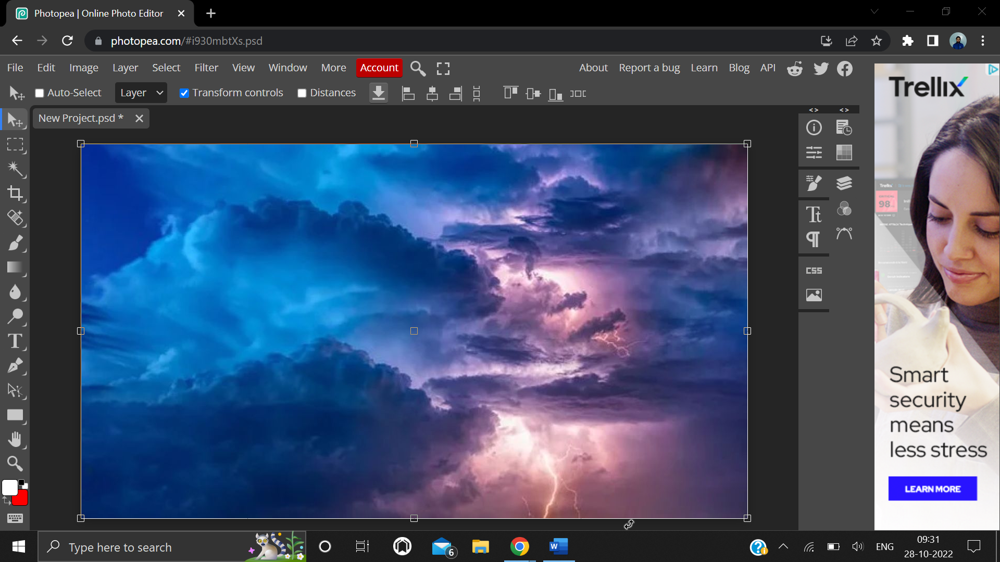 Photopea | Online Photo Editor
photopea.com/#i930mbtXs.psd
File Edit Image Layer Select Filter View Window More Account About Report a bug Learn Blog API
Auto-Select Layer Transform controls Distances
New Project.psd *
CSS
Trellix
98
Smart
security
means
less stress
LEARN MORE
Type here to search
6
W
ENG
09:31
28-10-2022